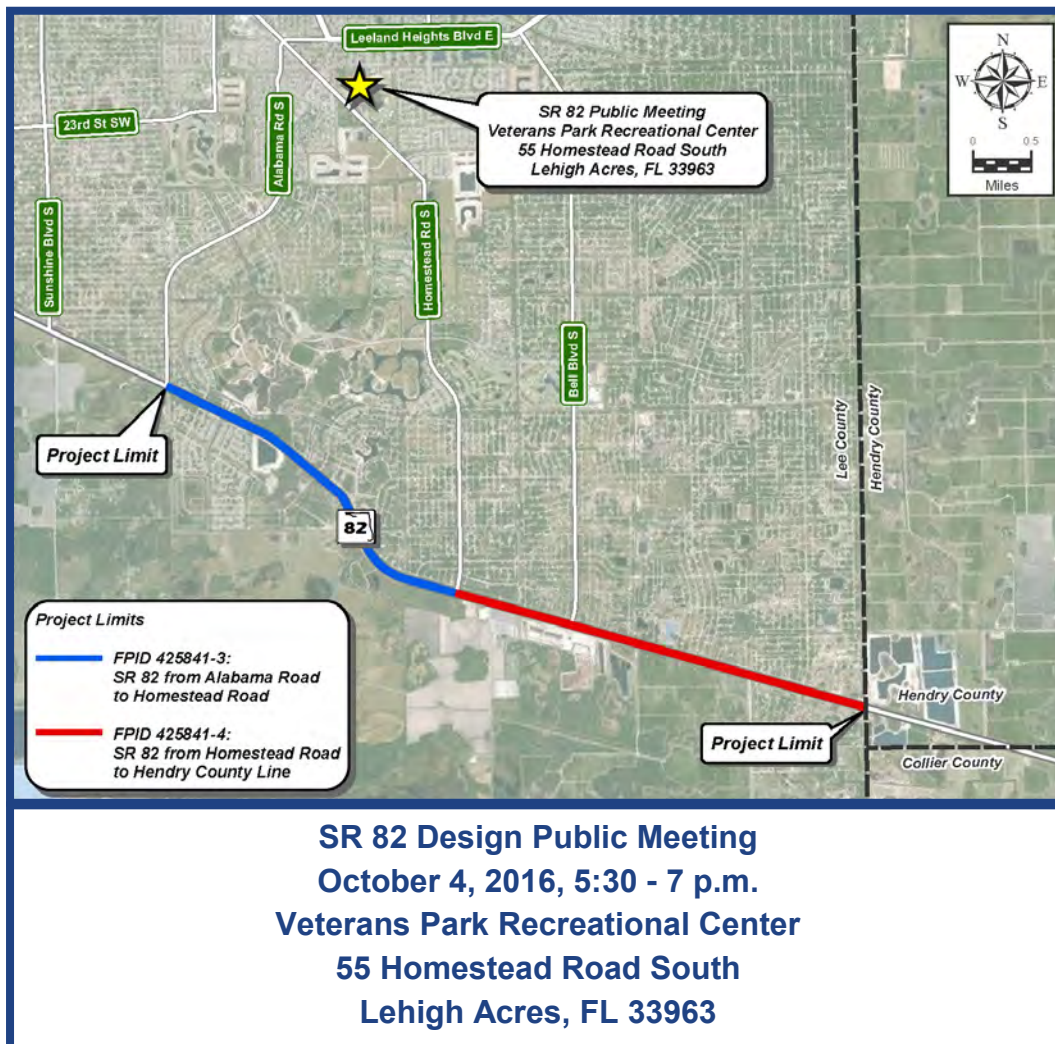 Leeland Heights Blvd E
N
W
E
S
0
0.5
Miles
SR 82 Public Meeting
Veterans Park Recreational Center
55 Homestead Road South
Lehigh Acres, FL 33963
23rd St SW
Alabama Rd S
Sunshine Blvd S
Homestead Rd S
Bell Blvd S
Lee County
Hendry County
Project Limit
82
Project Limits
FPID 425841-3:
SR 82 from Alabama Road
to Homestead Road
FPID 425841-4:
SR 82 from Homestead Road
to Hendry County Line
Hendry County
Project Limit
Collier County
SR 82 Design Public Meeting
October 4, 2016, 5:30 - 7 p.m.
Veterans Park Recreational Center
55 Homestead Road South
Lehigh Acres, FL 33963